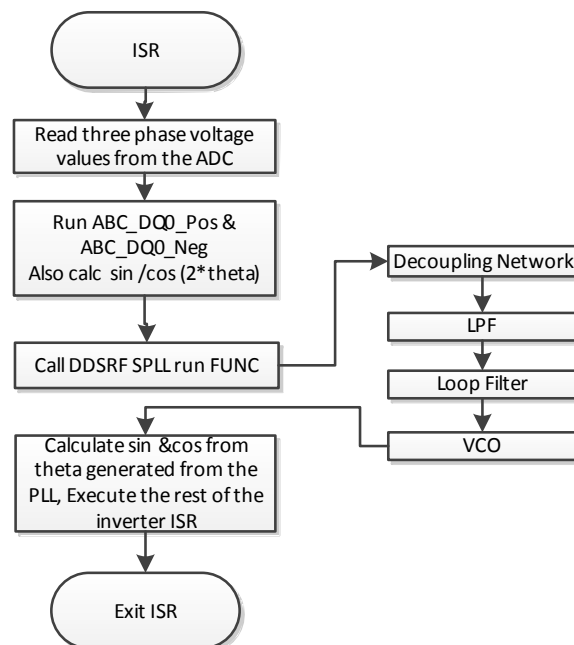 ISR
Read three phase voltage
values from the ADC
Run ABC_DQ0_Pos &
ABC_DQ0_Neg
Also calc sin /cos (2*theta)
Call DDSRF SPLL run FUNC
Decoupling Network
LPF
Loop Filter
VCO
Calculate sin &cos from
theta generated from the
PLL, Execute the rest of the
inverter ISR
Exit ISR